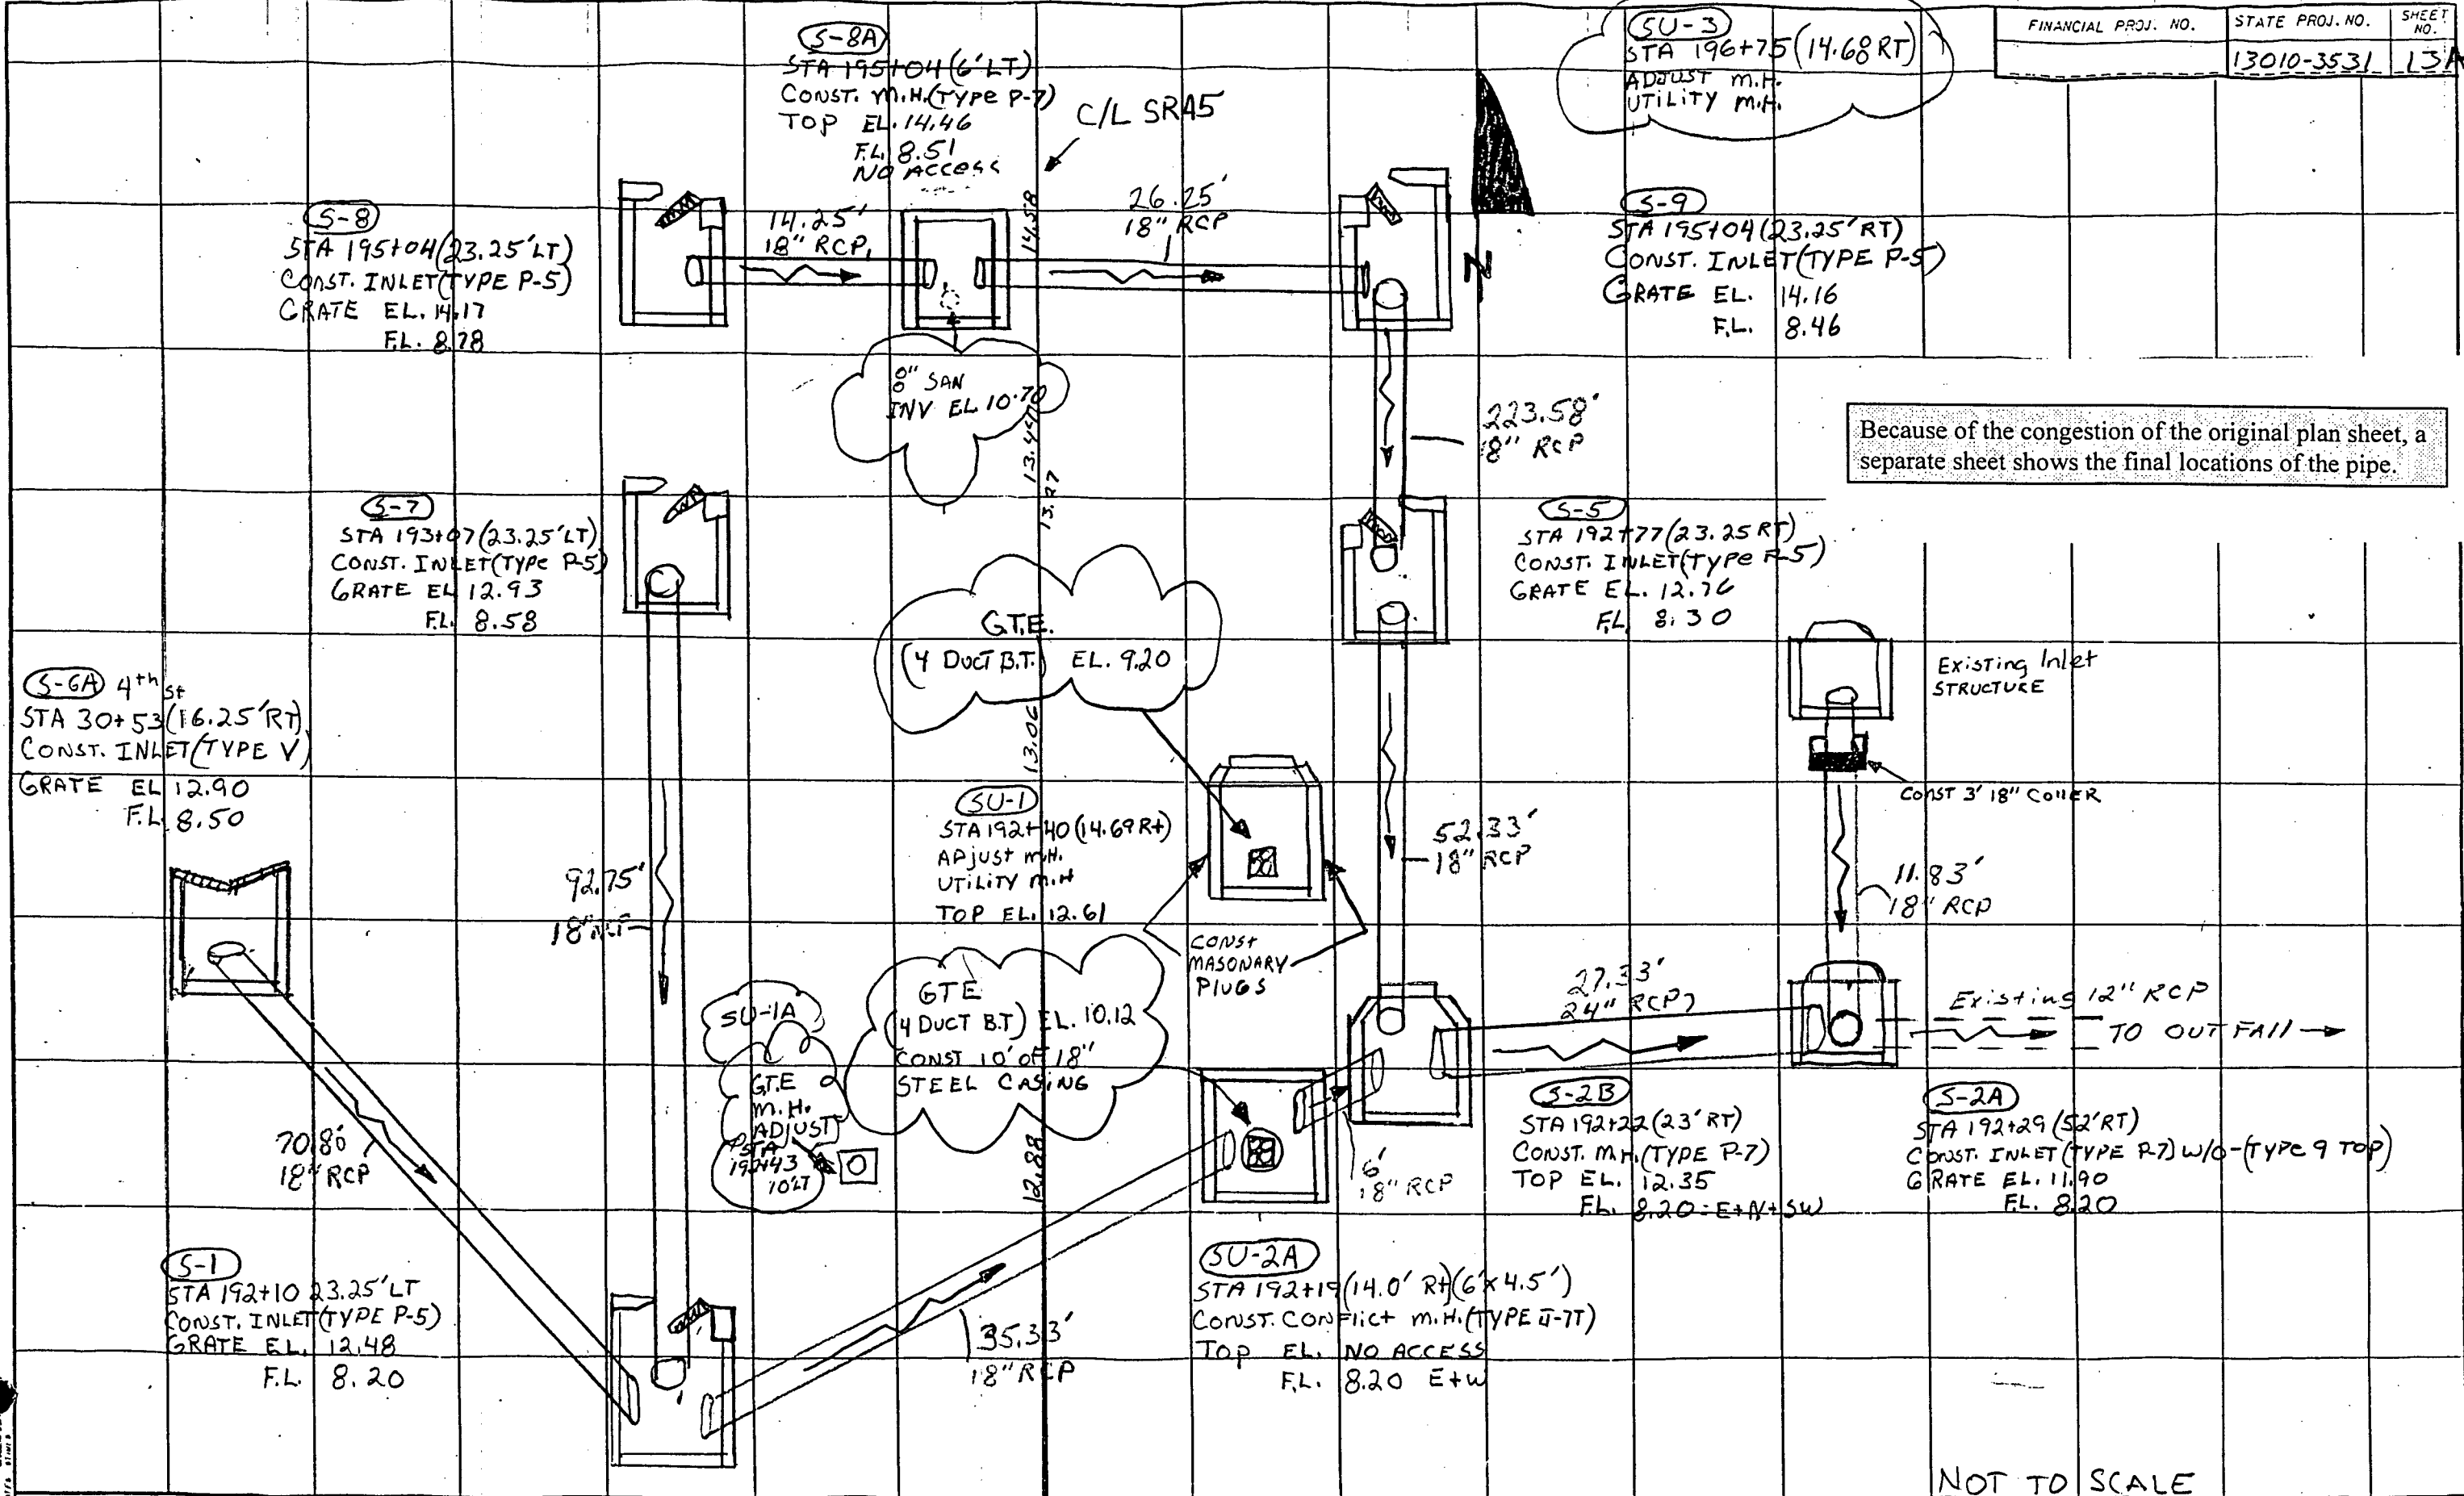 FINANCIAL PROJ. NO.
STATE PROJ. NO.
SHEET NO.
13010-3531
13A
S-8A
STA 195+04 (6' LT)
CONST. M.H. (TYPE P-7)
TOP EL. 14.46
F.L. 8.51
NO ACCESS
C/L SR45
SU-3
STA 196+75 (14.68 RT)
ADJUST M.H.
UTILITY M.H.
S-8
STA 195+04 (23.25' LT)
CONST. INLET (TYPE P-5)
GRATE EL. 14.17
F.L. 8.78
14.25'
18" RCP
14.58
26.25'
18" RCP
N
S-9
STA 195+04 (23.25' RT)
CONST. INLET (TYPE P-5)
GRATE EL. 14.16
F.L. 8.46
8" SAN
INV EL 10.70
13.27
223.58'
18" RCP
Because of the congestion of the original plan sheet, a
separate sheet shows the final locations of the pipe.
S-7
STA 193+07 (23.25' LT)
CONST. INLET (TYPE P-5)
GRATE EL 12.93
F.L. 8.58
S-5
STA 192+77 (23.25 RT)
CONST. INLET (TYPE P-5)
GRATE EL. 12.76
F.L. 8.30
G.T.E.
(4 DUCT B.T.) EL. 9.20
Existing Inlet
STRUCTURE
S-6A 4th St
STA 30+53 (16.25' RT)
CONST. INLET (TYPE V)
GRATE EL 12.90
F.L. 8.50
13.06
CONST 3' 18" COllER
SU-1
STA 192+40 (14.69 Rt)
ADjUST M.H.
UTILITY M.H
TOP EL. 12.61
52.33'
18" RCP
11.83'
18" RCP
92.75'
CONST
MASONARY
PlUGS
SU-1A
G.T.E
M.H.
ADJUST
STA
192+43
10' LT
GTE
(4 DUCT B.T) EL. 10.12
CONST 10' OF 18"
STEEL CASING
27.33'
24" RCP
Existing 12" RCP
TO OUT FAll
70.80
18" RCP
12.88
6'
18" RCP
S-2B
STA 192+22 (23' RT)
CONST. M.H. (TYPE P-7)
TOP EL. 12.35
F.L. 8.20 = E+N+SW
S-2A
STA 192+29 (52' RT)
CONST. INLET (TYPE P-7) W/O-(TYPE 9 TOP)
GRATE EL. 11.90
F.L. 8.20
S-1
STA 192+10 23.25' LT
CONST. INLET (TYPE P-5)
GRATE EL. 12.48
F.L. 8.20
35.33'
18" RCP
SU-2A
STA 192+19 (14.0' Rt) (6' X 4.5')
CONST. CONFlict M.H. (TYPE J-7T)
TOP EL. NO ACCESS
F.L. 8.20 E+W
NOT TO SCALE